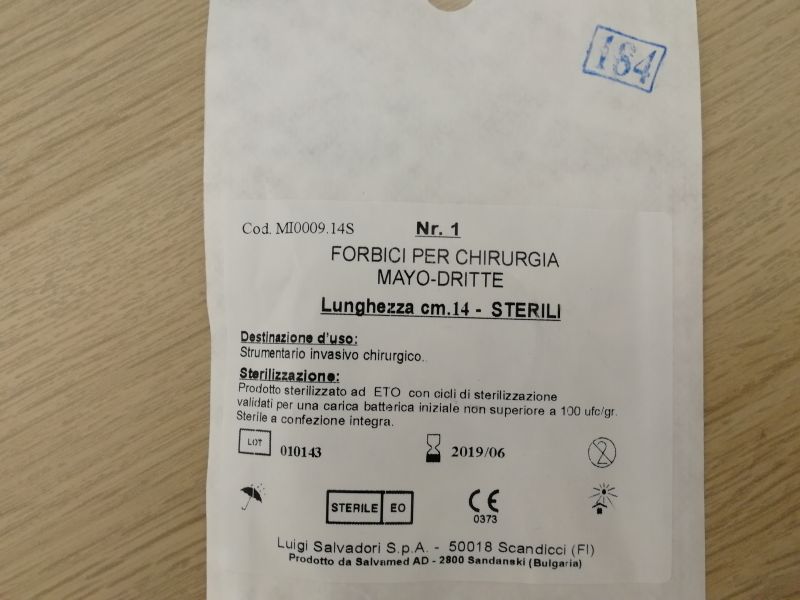 184
Cod. MI0009.14S
Nr. 1
FORBICI PER CHIRURGIA
MAYO-DRITTE
Lunghezza cm.14 - STERILI
Destinazione d'uso:
Strumentario invasivo chirurgico.
Sterilizzazione:
Prodotto sterilizzato ad ETO con cicli di sterilizzazione
validati per una carica batterica iniziale non superiore a 100 ufc/gr.
Sterile a confezione integra.
LOT 010143 2019/06 2
STERILE EO CE
0373
Luigi Salvadori S.p.A. - 50018 Scandicci (FI)
Prodotto da Salvamed AD - 2800 Sandanski (Bulgaria)